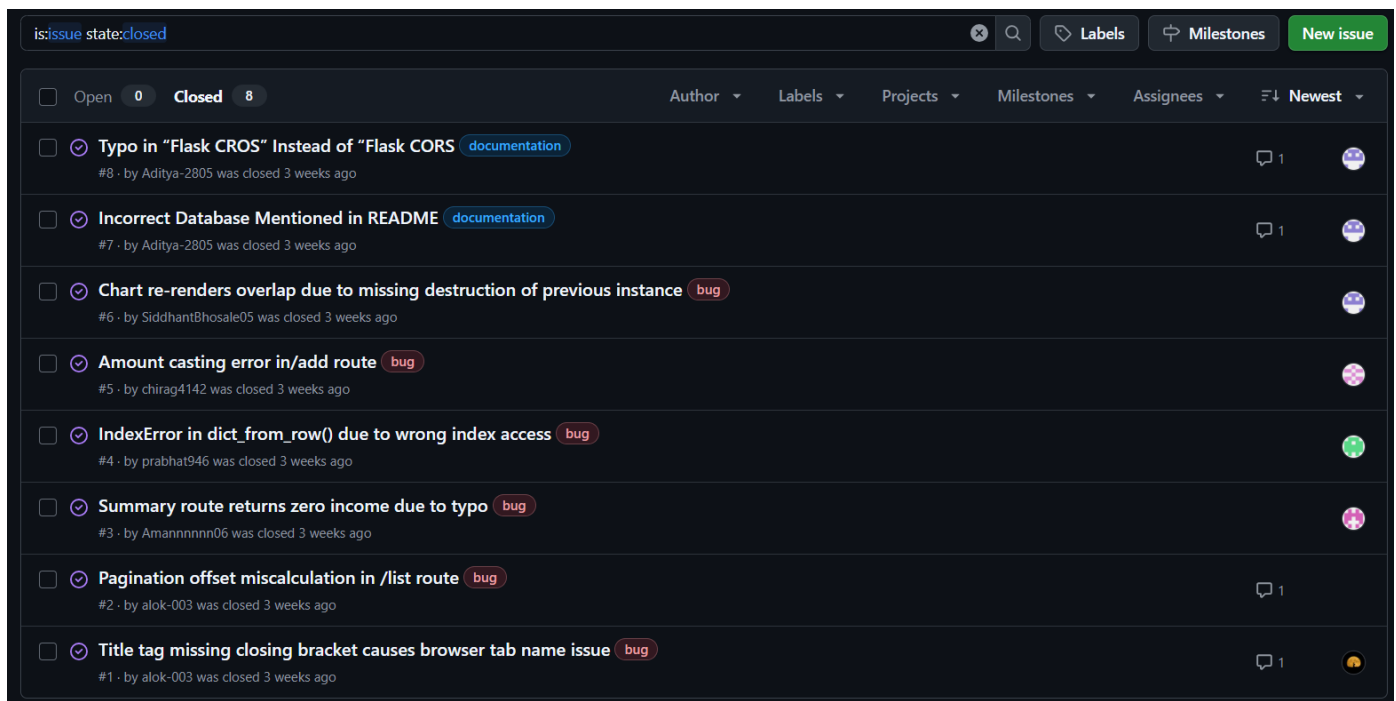 is:issue state:closed Labels Milestones New issue
Open 0 Closed 8 Author Labels Projects Milestones Assignees Newest
Typo in “Flask CROS” Instead of “Flask CORS documentation
1
#8 · by Aditya-2805 was closed 3 weeks ago
Incorrect Database Mentioned in README documentation
1
#7 · by Aditya-2805 was closed 3 weeks ago
Chart re-renders overlap due to missing destruction of previous instance bug
#6 · by SiddhantBhosale05 was closed 3 weeks ago
Amount casting error in/add route bug
#5 · by chirag4142 was closed 3 weeks ago
IndexError in dict_from_row() due to wrong index access bug
#4 · by prabhat946 was closed 3 weeks ago
Summary route returns zero income due to typo bug
#3 · by Amannnnnn06 was closed 3 weeks ago
Pagination offset miscalculation in /list route bug
1
#2 · by alok-003 was closed 3 weeks ago
Title tag missing closing bracket causes browser tab name issue bug
1
#1 · by alok-003 was closed 3 weeks ago